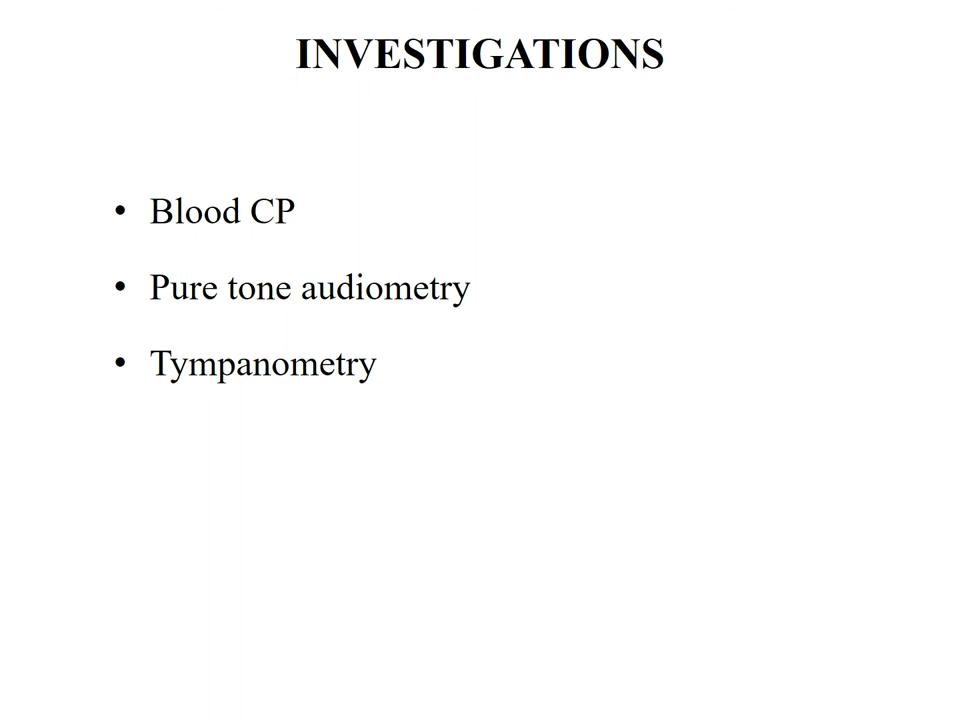 INVESTIGATIONS
• Blood CP
• Pure tone audiometry
• Tympanometry